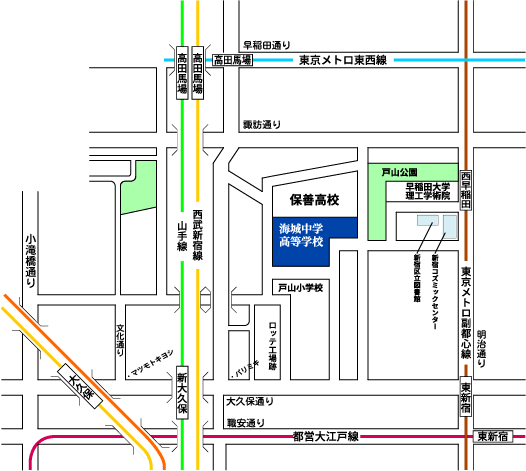 早稲田通り
高田馬場
高田馬場
高田馬場
東京メトロ東西線
諏訪通り
戸山公園
早稲田大学
理工学術院
西早稲田
保善高校
海城中学
高等学校
山手線
西武新宿線
小滝橋通り
新宿区立図書館
新宿コズミックセンター
東京メトロ副都心線
明治通り
戸山小学校
文化通り
ロッテ工場跡
・マツモトキヨシ
・パリミキ
大久保
新大久保
東新宿
大久保通り
職安通り
都営大江戸線
東新宿